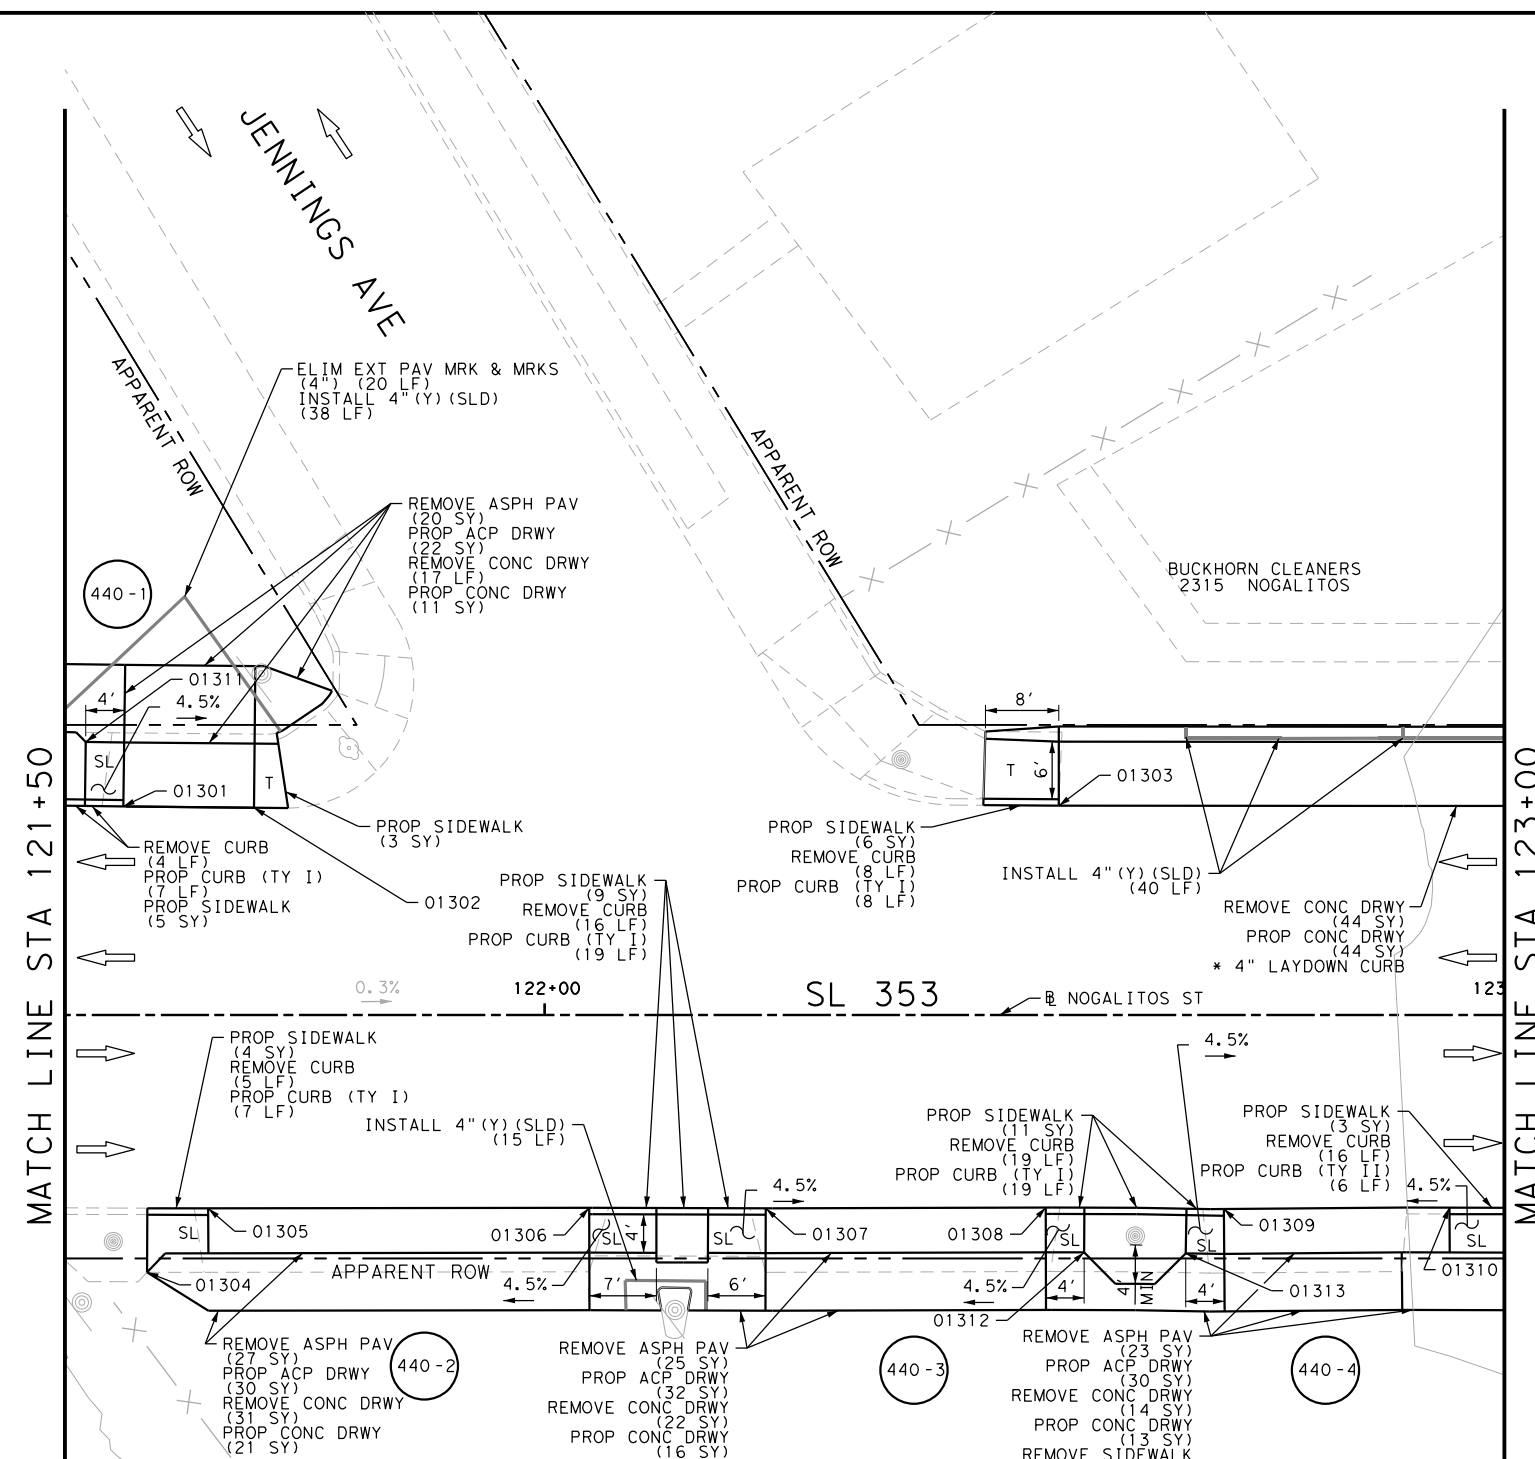 JENNINGS AVE
APPARENT ROW
ELIM EXT PAV MRK & MRKS
(4") (20 LF)
INSTALL 4"(Y)(SLD)
(38 LF)
APPARENT ROW
REMOVE ASPH PAV
(20 SY)
PROP ACP DRWY
(22 SY)
REMOVE CONC DRWY
(17 LF)
PROP CONC DRWY
(11 SY)
440-1
BUCKHORN CLEANERS
2315 NOGALITOS
01311
4'
4.5%
SL
01301
T
8'
T
6'
01303
MATCH LINE STA 121+50
MATCH LINE STA 123+00
PROP SIDEWALK
(3 SY)
REMOVE CURB
(4 LF)
PROP CURB (TY I)
(7 LF)
PROP SIDEWALK
(5 SY)
01302
PROP SIDEWALK
(9 SY)
REMOVE CURB
(16 LF)
PROP CURB (TY I)
(19 LF)
PROP SIDEWALK
(6 SY)
REMOVE CURB
(8 LF)
PROP CURB (TY I)
(8 LF)
INSTALL 4"(Y)(SLD)
(40 LF)
REMOVE CONC DRWY
(44 SY)
PROP CONC DRWY
(44 SY)
* 4" LAYDOWN CURB
0.3%
122+00
SL 353
BL NOGALITOS ST
123
PROP SIDEWALK
(4 SY)
REMOVE CURB
(5 LF)
PROP CURB (TY I)
(7 LF)
INSTALL 4"(Y)(SLD)
(15 LF)
4.5%
PROP SIDEWALK
(11 SY)
REMOVE CURB
(19 LF)
PROP CURB (TY I)
(19 LF)
PROP SIDEWALK
(3 SY)
REMOVE CURB
(16 LF)
PROP CURB (TY II)
(6 LF)
4.5%
4.5%
SL
01305
01306
SL
4'
SL
01307
01308
SL
SL
01309
SL
01304
APPARENT ROW
4.5%
7'
6'
4.5%
4'
4'
MIN
4'
01313
01310
01312
REMOVE ASPH PAV
(27 SY)
PROP ACP DRWY
(30 SY)
REMOVE CONC DRWY
(31 SY)
PROP CONC DRWY
(21 SY)
440-2
REMOVE ASPH PAV
(25 SY)
PROP ACP DRWY
(32 SY)
REMOVE CONC DRWY
(22 SY)
PROP CONC DRWY
(16 SY)
440-3
REMOVE ASPH PAV
(23 SY)
PROP ACP DRWY
(30 SY)
REMOVE CONC DRWY
(14 SY)
PROP CONC DRWY
(13 SY)
REMOVE SIDEWALK
440-4